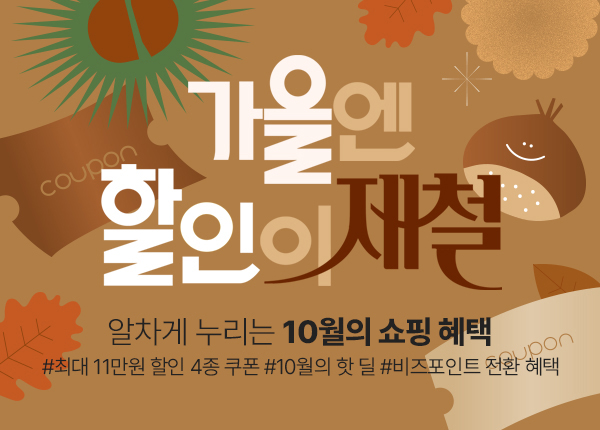 가을엔
coupon
할인이 재철
알차게 누리는 10월의 쇼핑 혜택
coupon
#최대 11만원 할인 4종 쿠폰 #10월의 핫 딜 #비즈포인트 전환 혜택